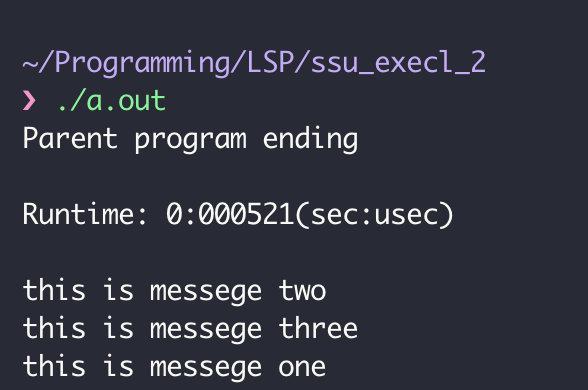 ~/Programming/LSP/ssu_execl_2
❯ ./a.out
Parent program ending
Runtime: 0:000521(sec:usec)
this is messege two
this is messege three
this is messege one